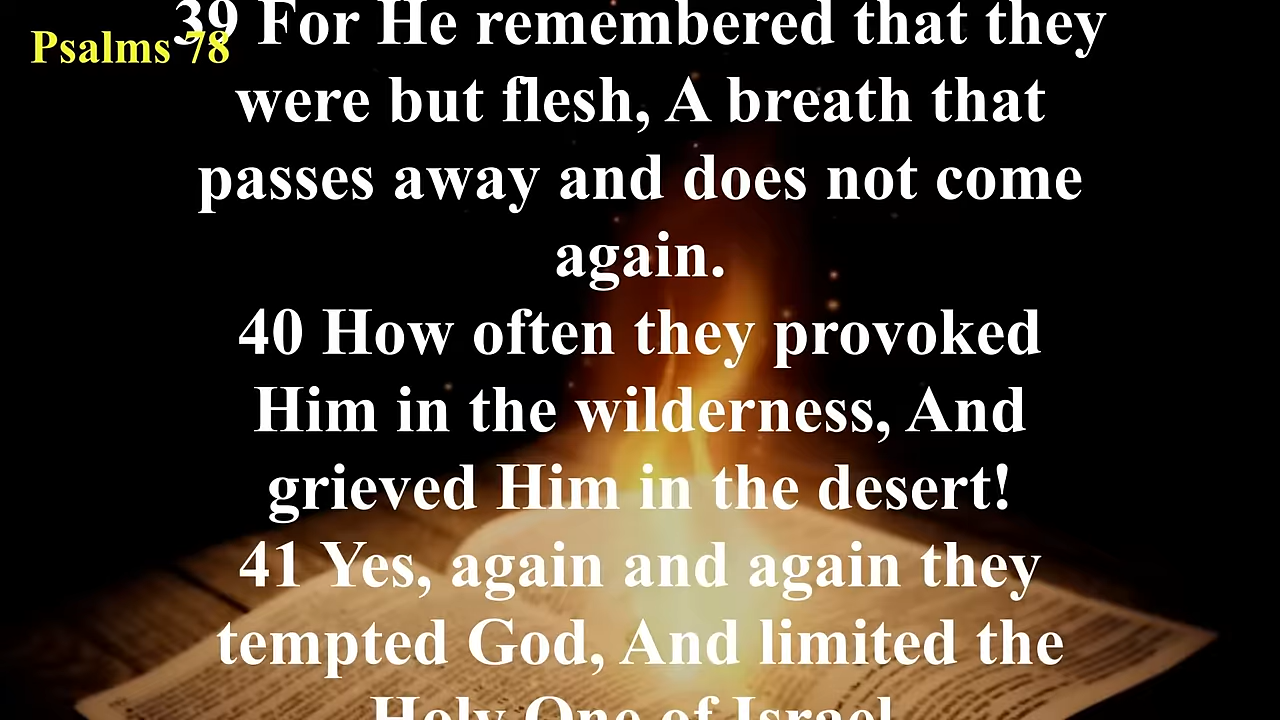 Psalms 78
39 For He remembered that they
were but flesh, A breath that
passes away and does not come
again.
40 How often they provoked
Him in the wilderness, And
grieved Him in the desert!
41 Yes, again and again they
tempted God, And limited the
Holy One of Israel